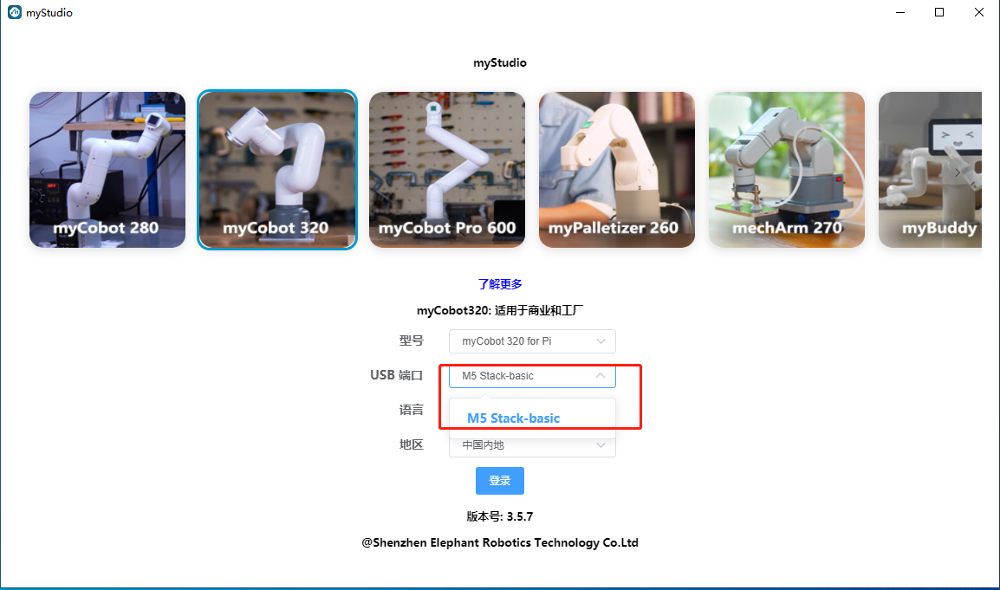 myStudio
myStudio
myCobot 280
myCobot 320
myCobot Pro 600
myPalletizer 260
mechArm 270
myBuddy
了解更多
myCobot320: 适用于商业和工厂
型号 myCobot 320 for Pi
USB 端口 M5 Stack-basic
语言 M5 Stack-basic
地区 中国内地
登录
版本号: 3.5.7
@Shenzhen Elephant Robotics Technology Co.Ltd